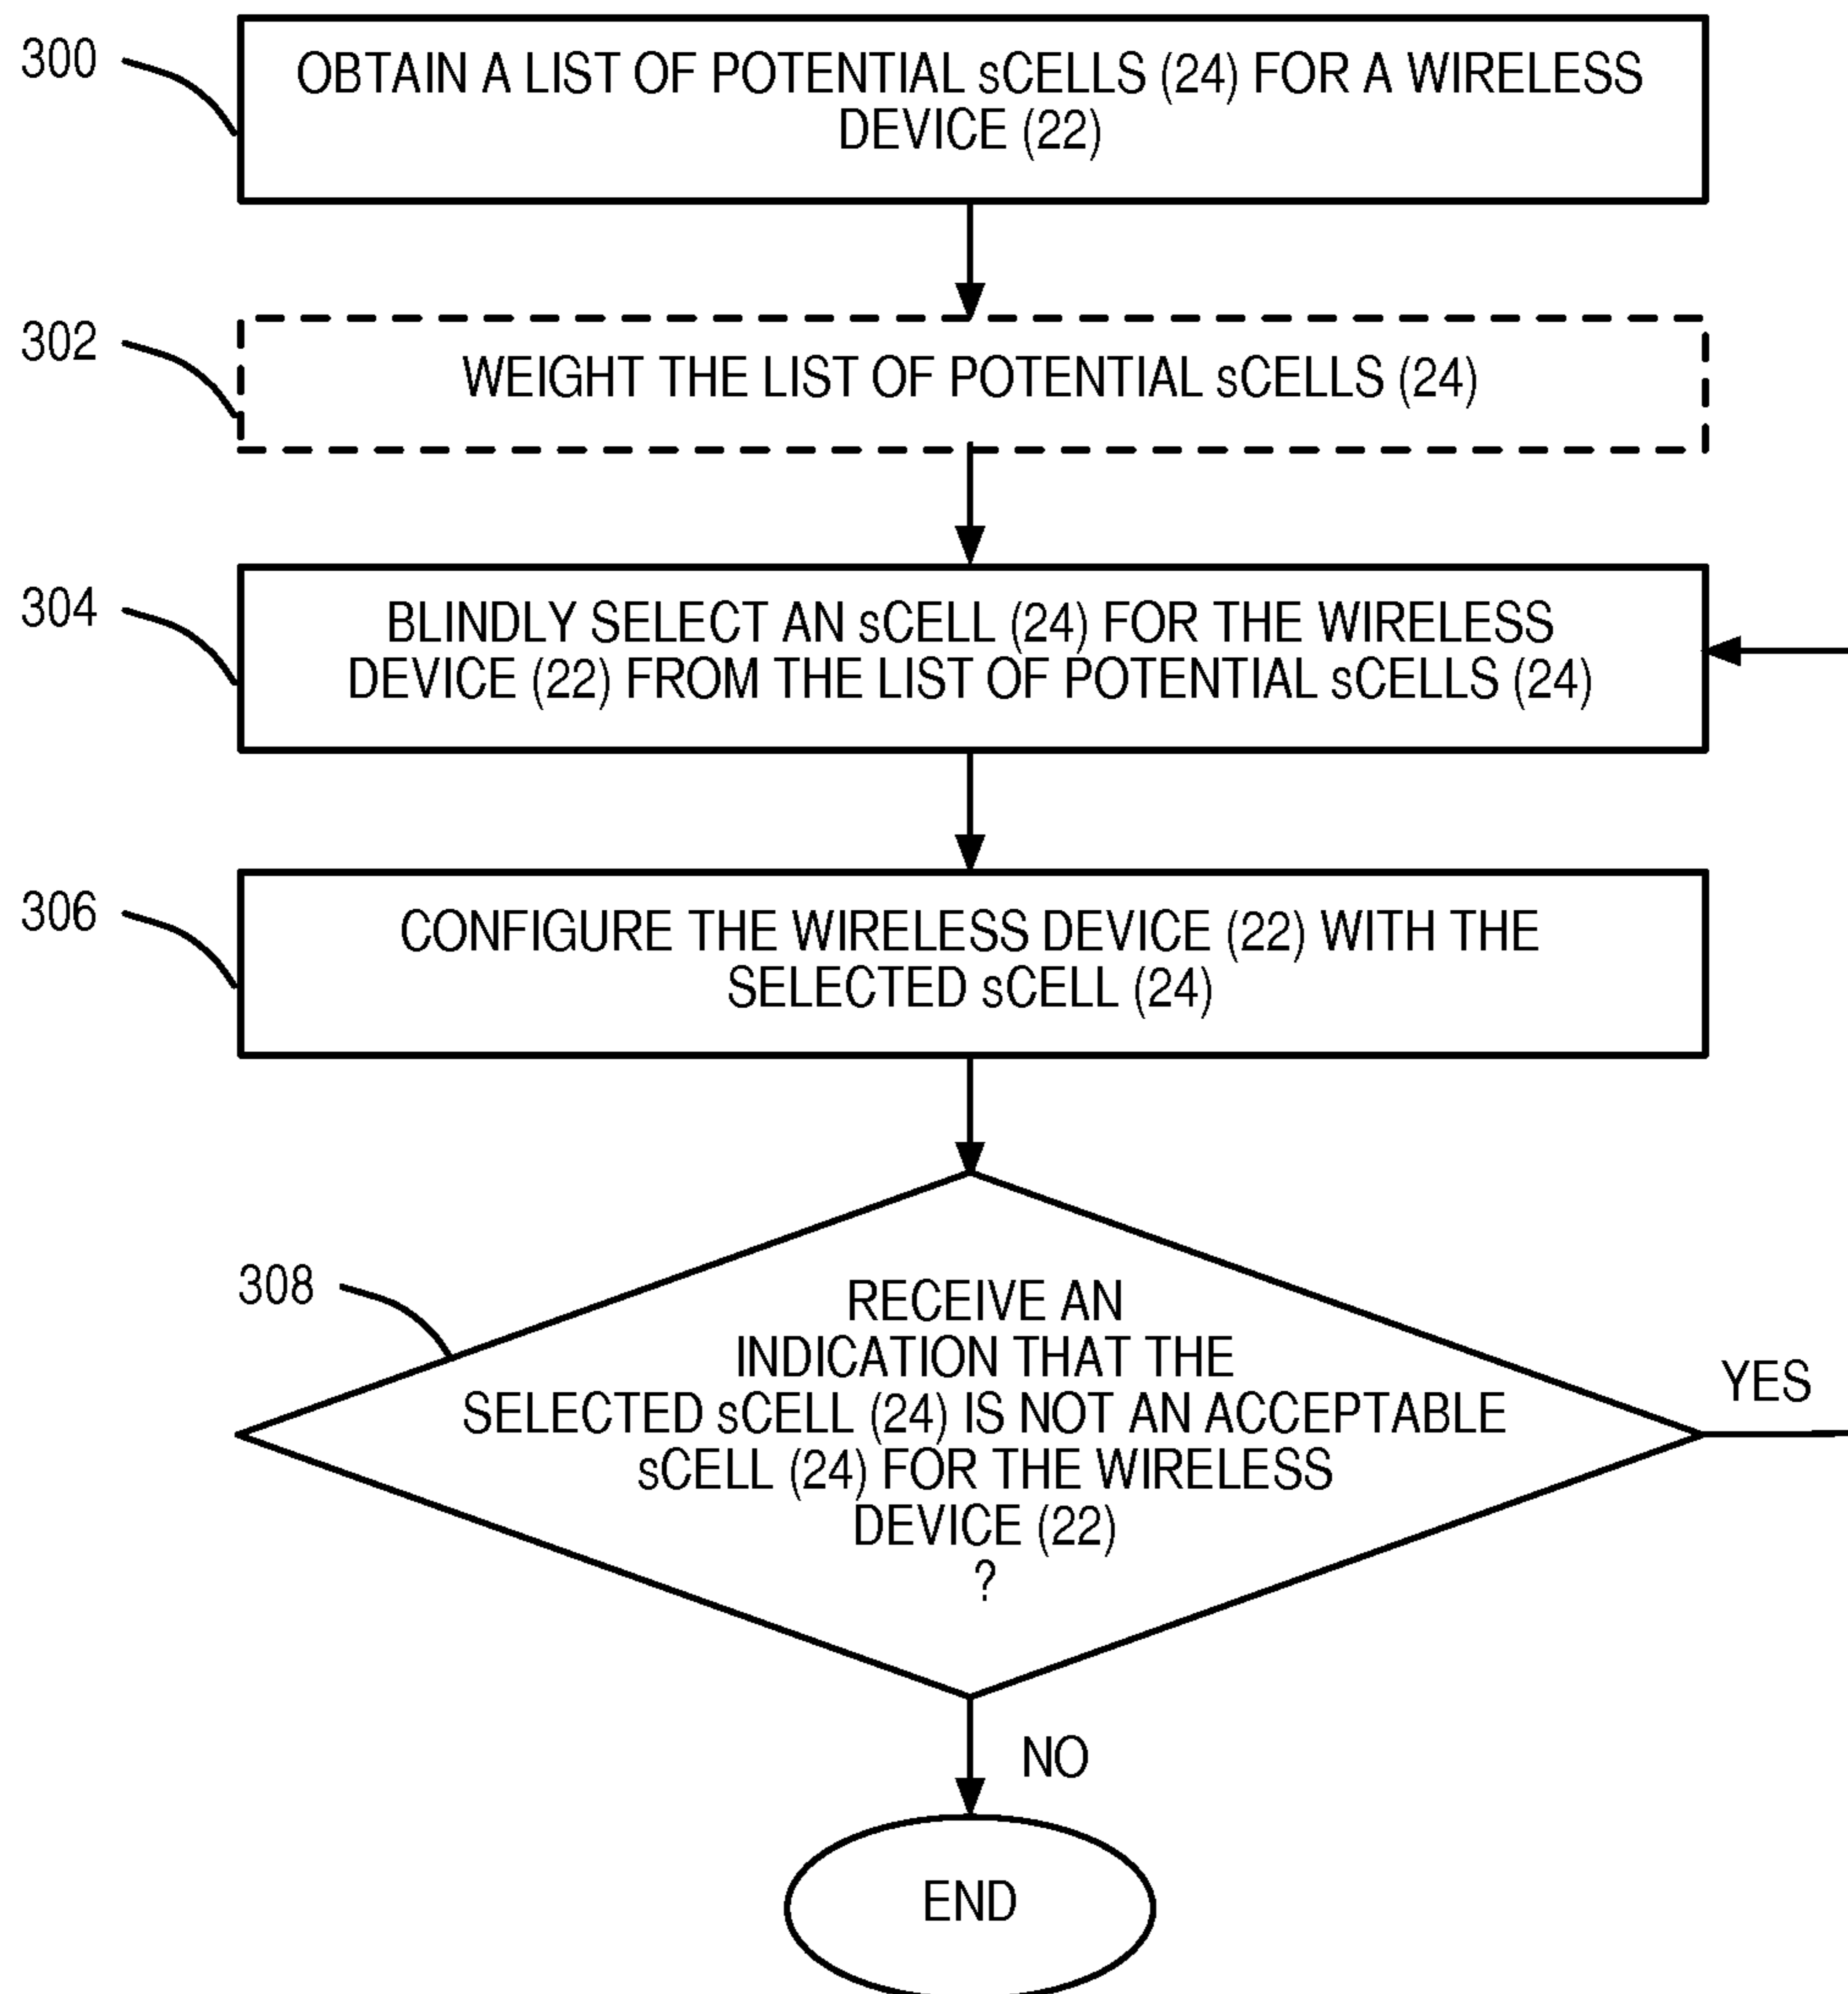 300
OBTAIN A LIST OF POTENTIAL sCELLS (24) FOR A WIRELESS
DEVICE (22)
302
WEIGHT THE LIST OF POTENTIAL sCELLS (24)
304
BLINDLY SELECT AN sCELL (24) FOR THE WIRELESS
DEVICE (22) FROM THE LIST OF POTENTIAL sCELLS (24)
306
CONFIGURE THE WIRELESS DEVICE (22) WITH THE
SELECTED sCELL (24)
308
RECEIVE AN
INDICATION THAT THE
SELECTED sCELL (24) IS NOT AN ACCEPTABLE
sCELL (24) FOR THE WIRELESS
DEVICE (22)
?
YES
NO
END